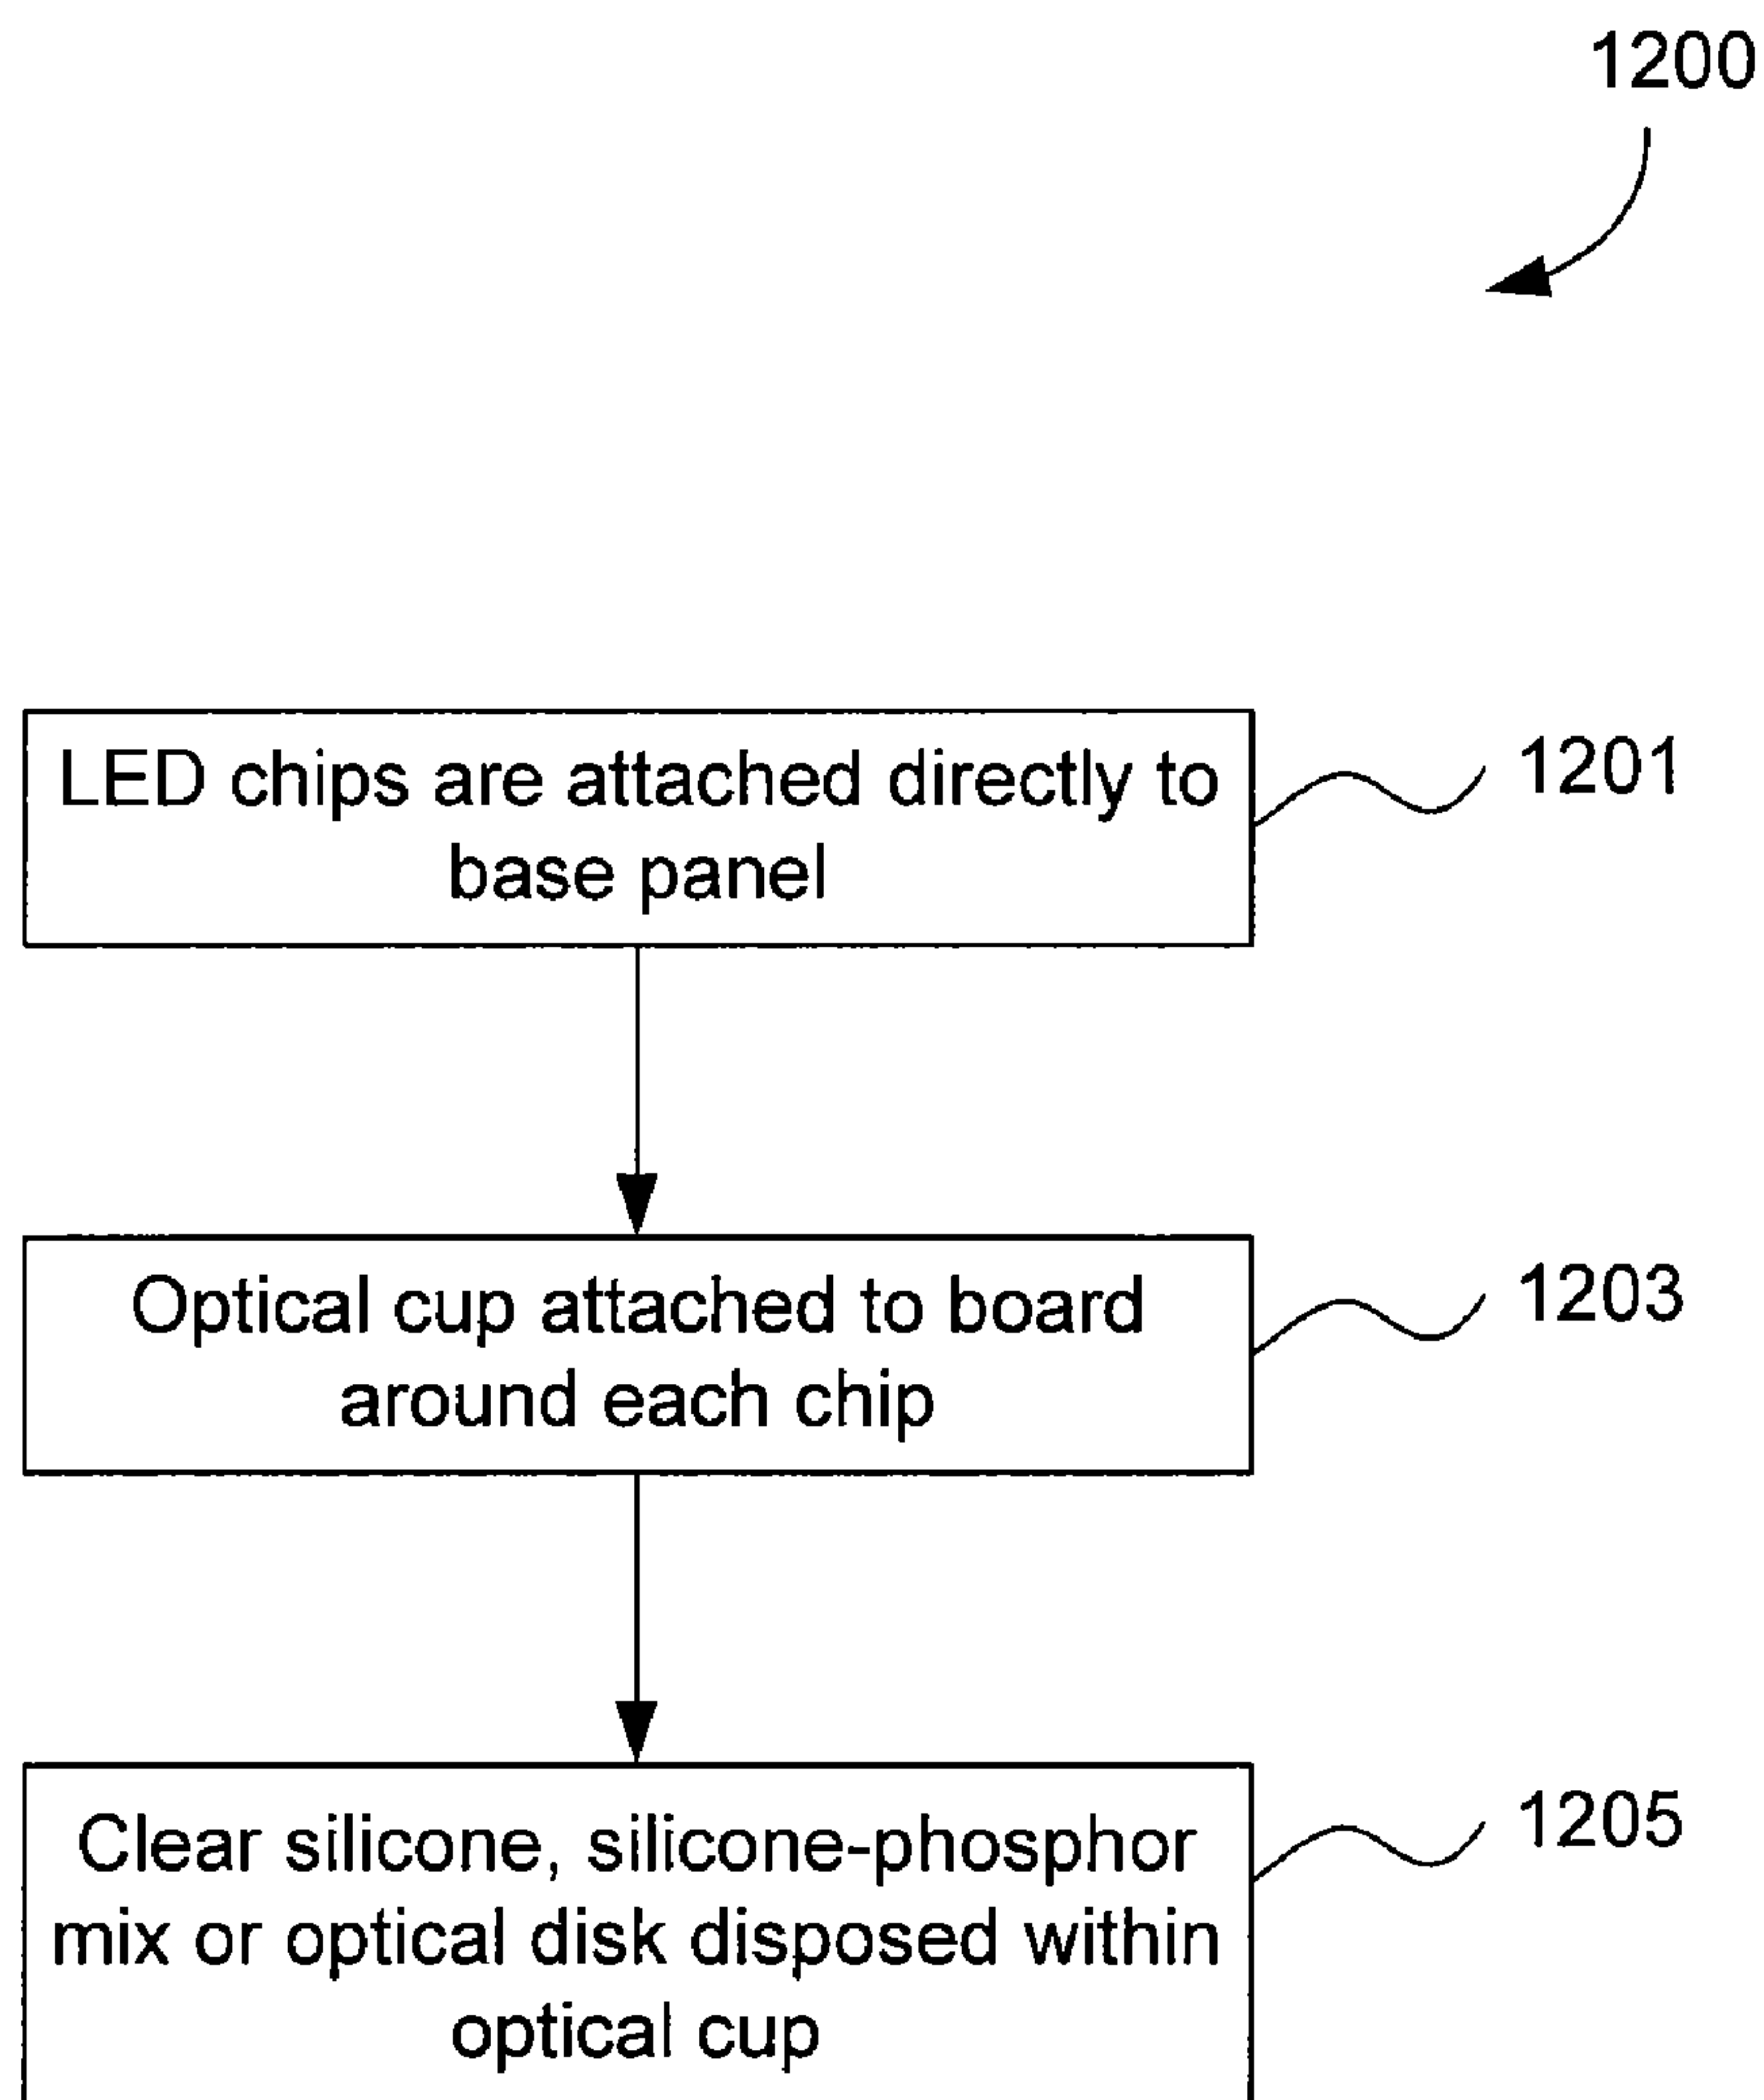 1200
LED chips are attached directly to
base panel
1201
Optical cup attached to board
around each chip
1203
Clear silicone, silicone-phosphor
mix or optical disk disposed within
optical cup
1205